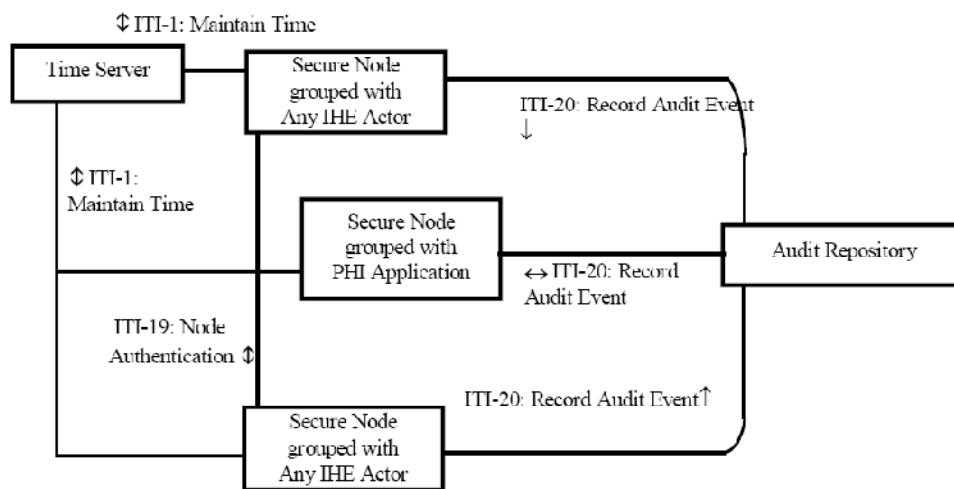 ↕ ITI-1: Maintain Time
Time Server
Secure Node
grouped with
Any IHE Actor
ITI-20: Record Audit Event
↓
↕ ITI-1:
Maintain Time
Secure Node
grouped with
PHI Application
Audit Repository
↔ ITI-20: Record
Audit Event
ITI-19: Node
Authentication ↕
ITI-20: Record Audit Event↑
Secure Node
grouped with
Any IHE Actor